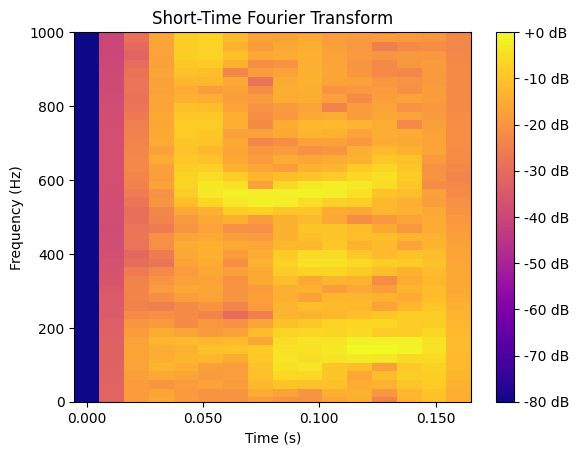 Short-Time Fourier Transform
1000
800
600
400
200
0
Frequency (Hz)
0.000
0.050
0.100
0.150
Time (s)
+0 dB
-10 dB
-20 dB
-30 dB
-40 dB
-50 dB
-60 dB
-70 dB
-80 dB